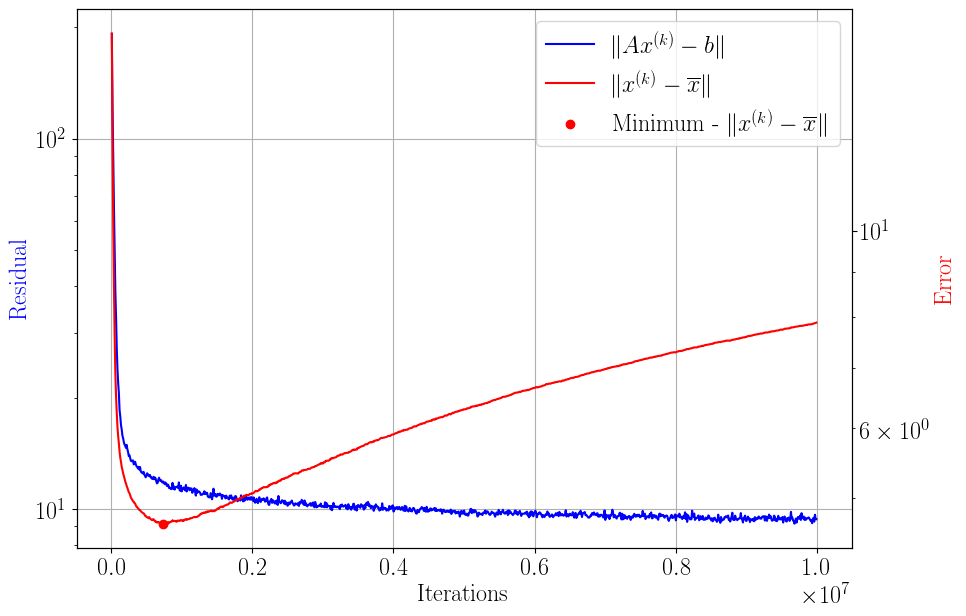 ‖Ax^{(k)} − b‖
‖x^{(k)} − x̅‖
Minimum - ‖x^{(k)} − x̅‖
10^2
10^1
Residual
10^1
6 × 10^0
Error
0.0 0.2 0.4 0.6 0.8 1.0
Iterations
×10^7